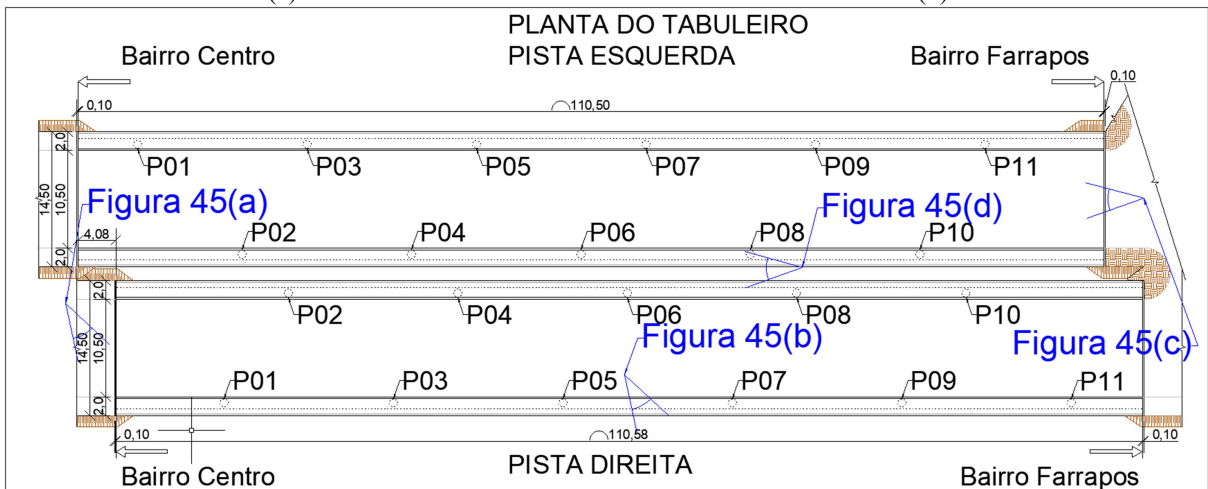 PLANTA DO TABULEIRO
PISTA ESQUERDA
Bairro Centro
Bairro Farrapos
0,10
110,50
0,10
2,0
14,50
10,50
2,0
P01
P03
P05
P07
P09
P11
Figura 45(a)
Figura 45(d)
4,08
P02
P04
P06
P08
P10
2,0
14,50
10,50
2,0
P02
P04
P06
P08
P10
Figura 45(b)
Figura 45(c)
P01
P03
P05
P07
P09
P11
0,10
110,58
0,10
Bairro Centro
PISTA DIREITA
Bairro Farrapos